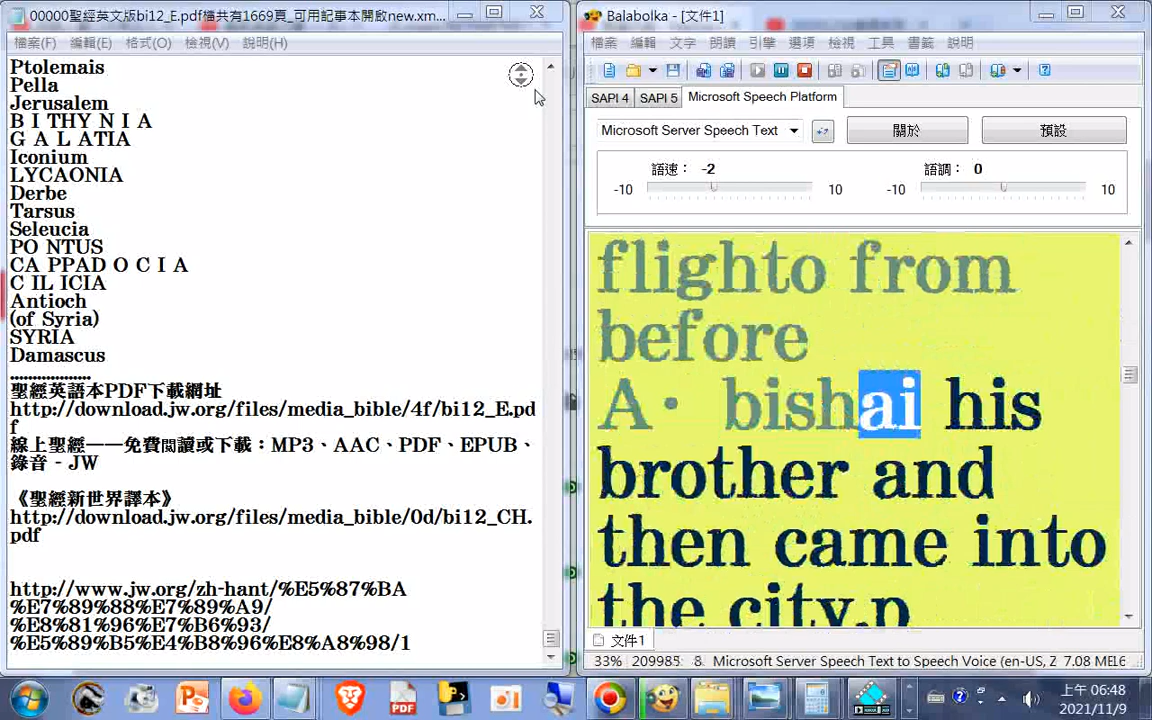 00000聖經英文版bi12_E.pdf檔共有1669頁_可用記事本開啟new.xm...
檔案(F) 編輯(E) 格式(O) 檢視(V) 說明(H)
Ptolemais
Pella
Jerusalem
B I THY N I A
G A L ATIA
Iconium
LYCAONIA
Derbe
Tarsus
Seleucia
PO NTUS
CA PPAD O C I A
C IL ICIA
Antioch
(of Syria)
SYRIA
Damascus
..................
聖經英語本PDF下載網址
http://download.jw.org/files/media_bible/4f/bi12_E.pd
f
線上聖經——免費閱讀或下載：MP3、AAC、PDF、EPUB、
錄音 - JW
《聖經新世界譯本》
http://download.jw.org/files/media_bible/0d/bi12_CH.
pdf
http://www.jw.org/zh-hant/%E5%87%BA
%E7%89%88%E7%89%A9/
%E8%81%96%E7%B6%93/
%E5%89%B5%E4%B8%96%E8%A8%98/1
Balabolka - [文件1]
檔案 編輯 文字 朗讀 引擎 選項 檢視 工具 書籤 說明
SAPI 4 SAPI 5 Microsoft Speech Platform
Microsoft Server Speech Text 關於 預設
語速： -2 語調： 0
-10 10 -10 10
flighto from
before
A· bishai his
brother and
then came into
the city.p
文件1
33% 209985 8. Microsoft Server Speech Text to Speech Voice (en-US, Z 7.08 MЕ16
PDF
上午 06:48
2021/11/9